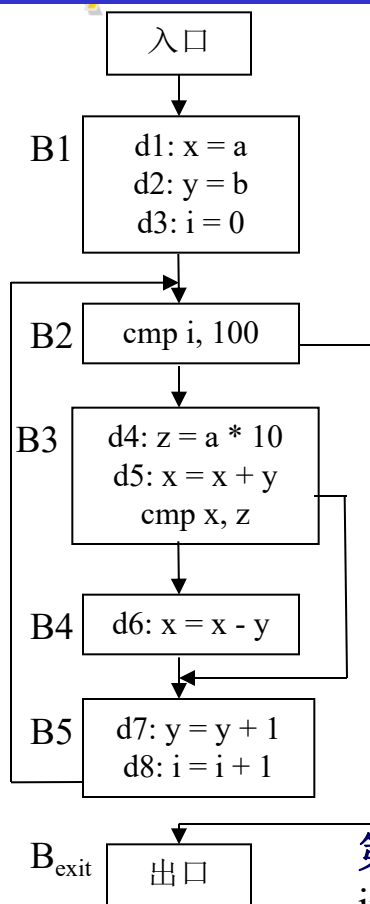 入口
B1
d1: x = a
d2: y = b
d3: i = 0
B2
cmp i, 100
B3
d4: z = a * 10
d5: x = x + y
cmp x, z
B4
d6: x = x - y
B5
d7: y = y + 1
d8: i = i + 1
Bexit
出口